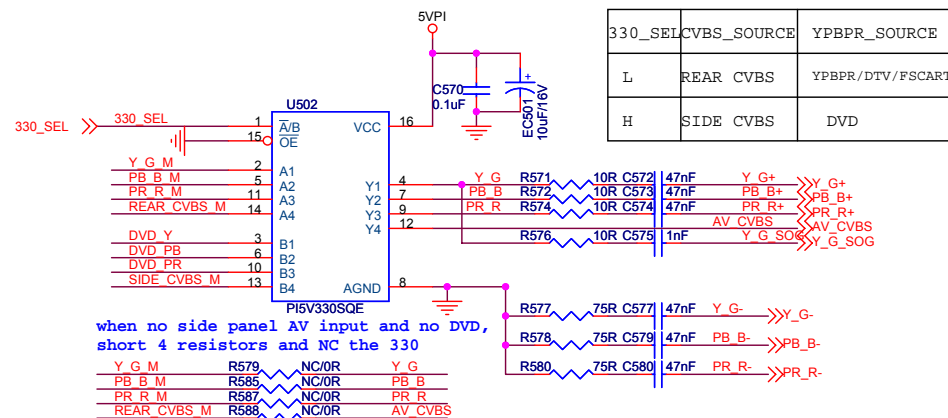 5VPI
330_SEL CVBS_SOURCE YPBPR_SOURCE
L REAR CVBS YPBPR/DTV/FSCART
H SIDE CVBS DVD
C570
0.1uF
EC501
10uF/16V
+
U502
330_SEL 330_SEL 1 A/B VCC 16
15 OE
Y_G_M 2 A1
PB_B_M 5 A2
PR_R_M 11 A3
REAR_CVBS_M 14 A4
DVD_Y 3 B1
DVD_PB 6 B2
DVD_PR 10 B3
SIDE_CVBS_M 13 B4
Y1 4 Y_G R571 10R C572 47nF Y_G+ Y_G+
Y2 7 PB_B R572 10R C573 47nF PB_B+ PB_B+
Y3 9 PR_R R574 10R C574 47nF PR_R+ PR_R+
Y4 12 AV_CVBS AV_CVBS
R576 10R C575 1nF Y_G_SOG Y_G_SOG
AGND 8
PI5V330SQE
R577 75R C577 47nF Y_G- Y_G-
R578 75R C579 47nF PB_B- PB_B-
R580 75R C580 47nF PR_R- PR_R-
when no side panel AV input and no DVD,
short 4 resistors and NC the 330
Y_G_M R579 NC/0R Y_G
PB_B_M R585 NC/0R PB_B
PR_R_M R587 NC/0R PR_R
REAR_CVBS_M R588 NC/0R AV_CVBS